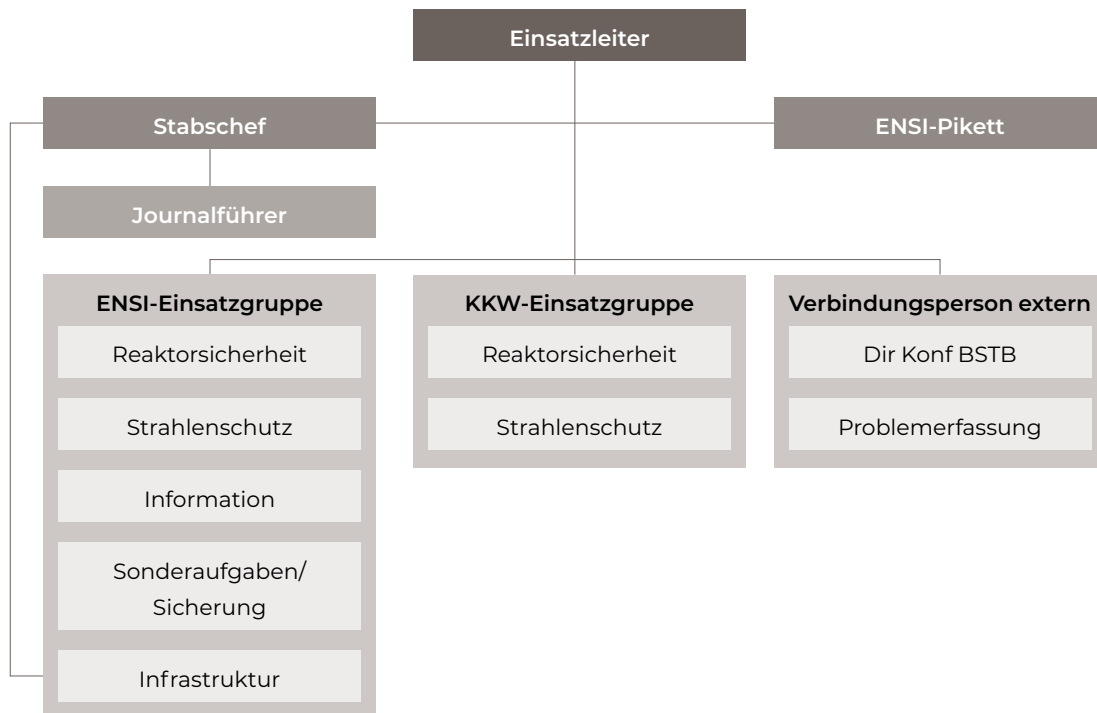 Einsatzleiter
Stabschef
ENSI-Pikett
Journalführer
ENSI-Einsatzgruppe
Reaktorsicherheit
Strahlenschutz
Information
Sonderaufgaben/
Sicherung
Infrastruktur
KKW-Einsatzgruppe
Reaktorsicherheit
Strahlenschutz
Verbindungsperson extern
Dir Konf BSTB
Problemerfassung